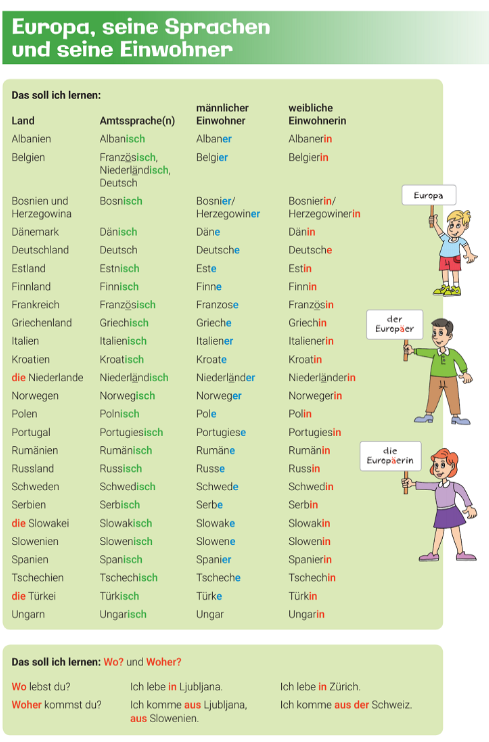 Europa, seine Sprachen
und seine Einwohner
Das soll ich lernen:
Land Amtssprache(n) männlicher Einwohner weibliche Einwohnerin
Albanien Albanisch Albaner Albanerin
Belgien Französisch, Niederländisch, Deutsch Belgier Belgierin
Bosnien und Herzegowina Bosnisch Bosnier/Herzegowiner Bosnierin/Herzegowinerin
Dänemark Dänisch Däne Dänin
Deutschland Deutsch Deutsche Deutsche
Estland Estnisch Este Estin
Finnland Finnisch Finne Finnin
Frankreich Französisch Franzose Französin
Griechenland Griechisch Grieche Griechin
Italien Italienisch Italiener Italienerin
Kroatien Kroatisch Kroate Kroatin
die Niederlande Niederländisch Niederländer Niederländerin
Norwegen Norwegisch Norweger Norwegerin
Polen Polnisch Pole Polin
Portugal Portugiesisch Portugiese Portugiesin
Rumänien Rumänisch Rumäne Rumänin
Russland Russisch Russe Russin
Schweden Schwedisch Schwede Schwedin
Serbien Serbisch Serbe Serbin
die Slowakei Slowakisch Slowake Slowakin
Slowenien Slowenisch Slowene Slowenin
Spanien Spanisch Spanier Spanierin
Tschechien Tschechisch Tscheche Tschechin
die Türkei Türkisch Türke Türkin
Ungarn Ungarisch Ungar Ungarin
Europa
der
Europäer
die
Europäerin
Das soll ich lernen: Wo? und Woher?
Wo lebst du? Ich lebe in Ljubljana. Ich lebe in Zürich.
Woher kommst du? Ich komme aus Ljubljana, Ich komme aus der Schweiz.
aus Slowenien.